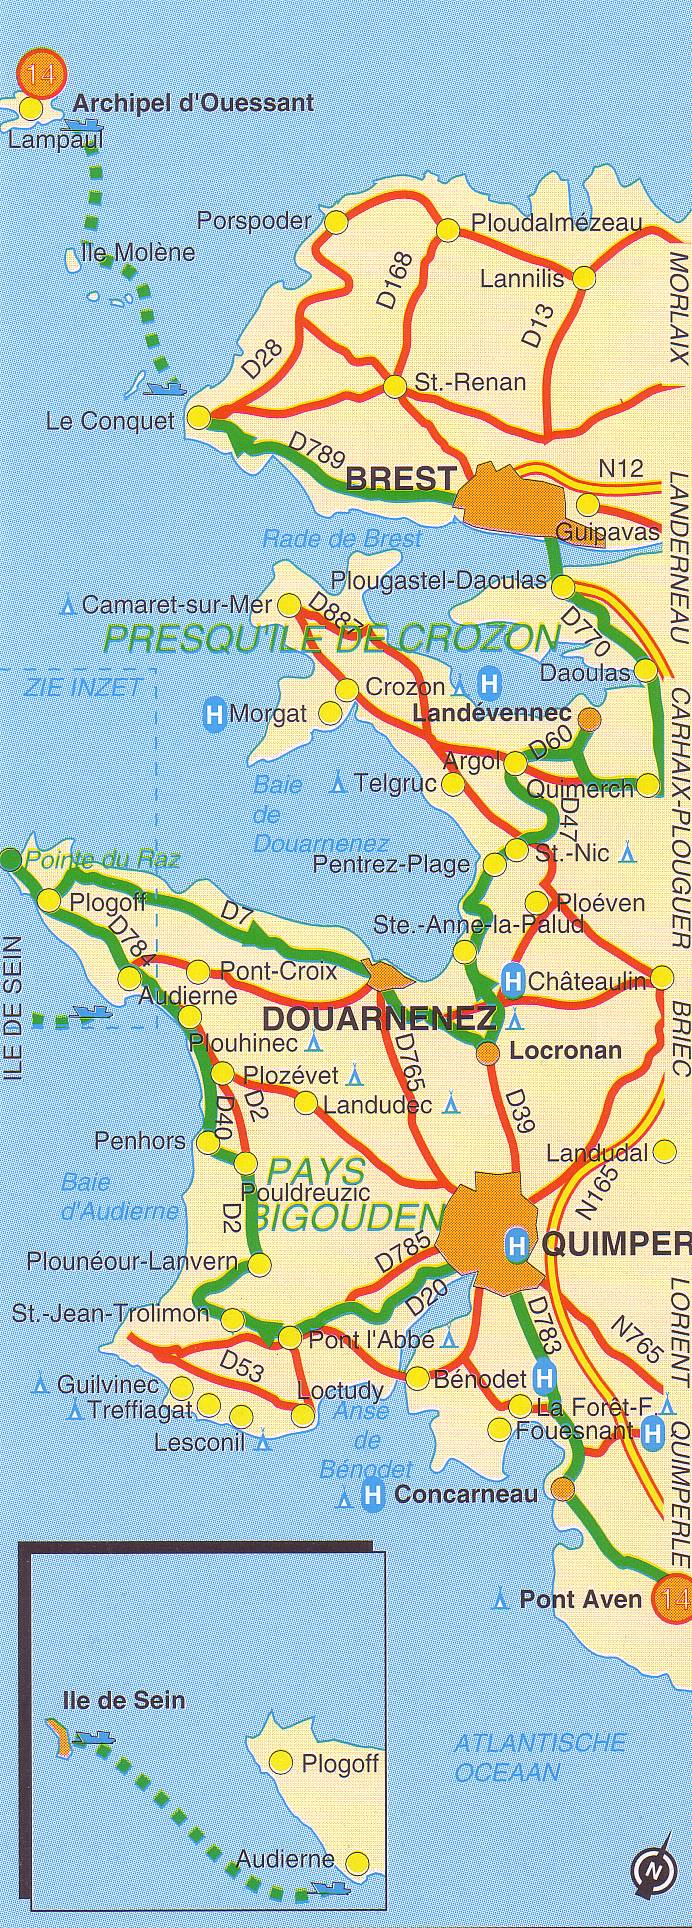 14
Archipel d'Ouessant
Lampaul
Porspoder
Ploudalmézeau
Ile Molène
D168
Lannilis
MORLAIX
D13
D28
St.-Renan
Le Conquet
D789
BREST
N12
LANDERNEAU
Guipavas
Rade de Brest
Plougastel-Daoulas
Camaret-sur-Mer
D887
D770
PRESQU'ILE DE CROZON
Daoulas
ZIE INZET
Crozon
H
H
Morgat
Landévennec
CARHAIX-PLOUGUER
D60
Argol
Baie
de
Douarnenez
Telgruc
Quimerch
D47
Pointe du Raz
Pentrez-Plage
St.-Nic
Plogoff
D7
Ploéven
Ste.-Anne-la-Palud
D784
ILE DE SEIN
Pont-Croix
H
Châteaulin
Audierne
DOUARNENEZ
BRIEC
Plouhinec
D765
Locronan
Plozévet
D2
Landudec
D39
D40
Penhors
Landudal
PAYS
BIGOUDEN
Baie
d'Audierne
Pouldreuzic
N165
D2
D785
H
QUIMPER
Plounéour-Lanvern
D20
LORIENT
St.-Jean-Trolimon
D783
N765
Pont l'Abbé
D53
Bénodet
H
Guilvinec
Loctudy
La Forêt-F.
Treffiagat
Anse
de
Bénodet
Fouesnant
H
QUIMPERLE
Lesconil
H
Concarneau
Pont Aven
14
Ile de Sein
ATLANTISCHE
OCEAAN
Plogoff
Audierne
N